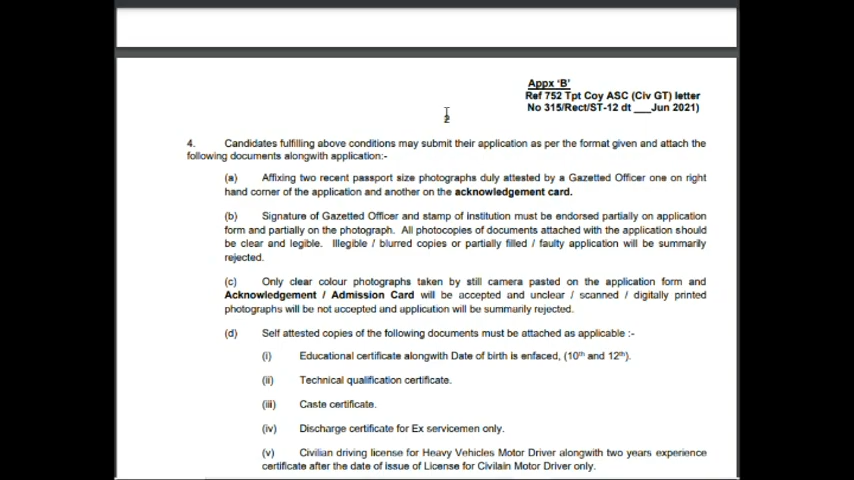 Appx 'B'
Ref 752 Tpt Coy ASC (Civ GT) letter
No 315/Rect/ST-12 dt ___Jun 2021)
2
4. Candidates fulfilling above conditions may submit their application as per the format given and attach the
following documents alongwith application:-
(a) Affixing two recent passport size photographs duly attested by a Gazetted Officer one on right
hand corner of the application and another on the acknowledgement card.
(b) Signature of Gazetted Officer and stamp of institution must be endorsed partially on application
form and partially on the photograph. All photocopies of documents attached with the application should
be clear and legible. Illegible / blurred copies or partially filled / faulty application will be summarily
rejected.
(c) Only clear colour photographs taken by still camera pasted on the application form and
Acknowledgement / Admission Card will be accepted and unclear / scanned / digitally printed
photographs will be not accepted and application will be summarily rejected.
(d) Self attested copies of the following documents must be attached as applicable :-
(i) Educational certificate alongwith Date of birth is enfaced, (10th and 12th).
(ii) Technical qualification certificate.
(iii) Caste certificate.
(iv) Discharge certificate for Ex servicemen only.
(v) Civilian driving license for Heavy Vehicles Motor Driver alongwith two years experience
certificate after the date of issue of License for Civilain Motor Driver only.